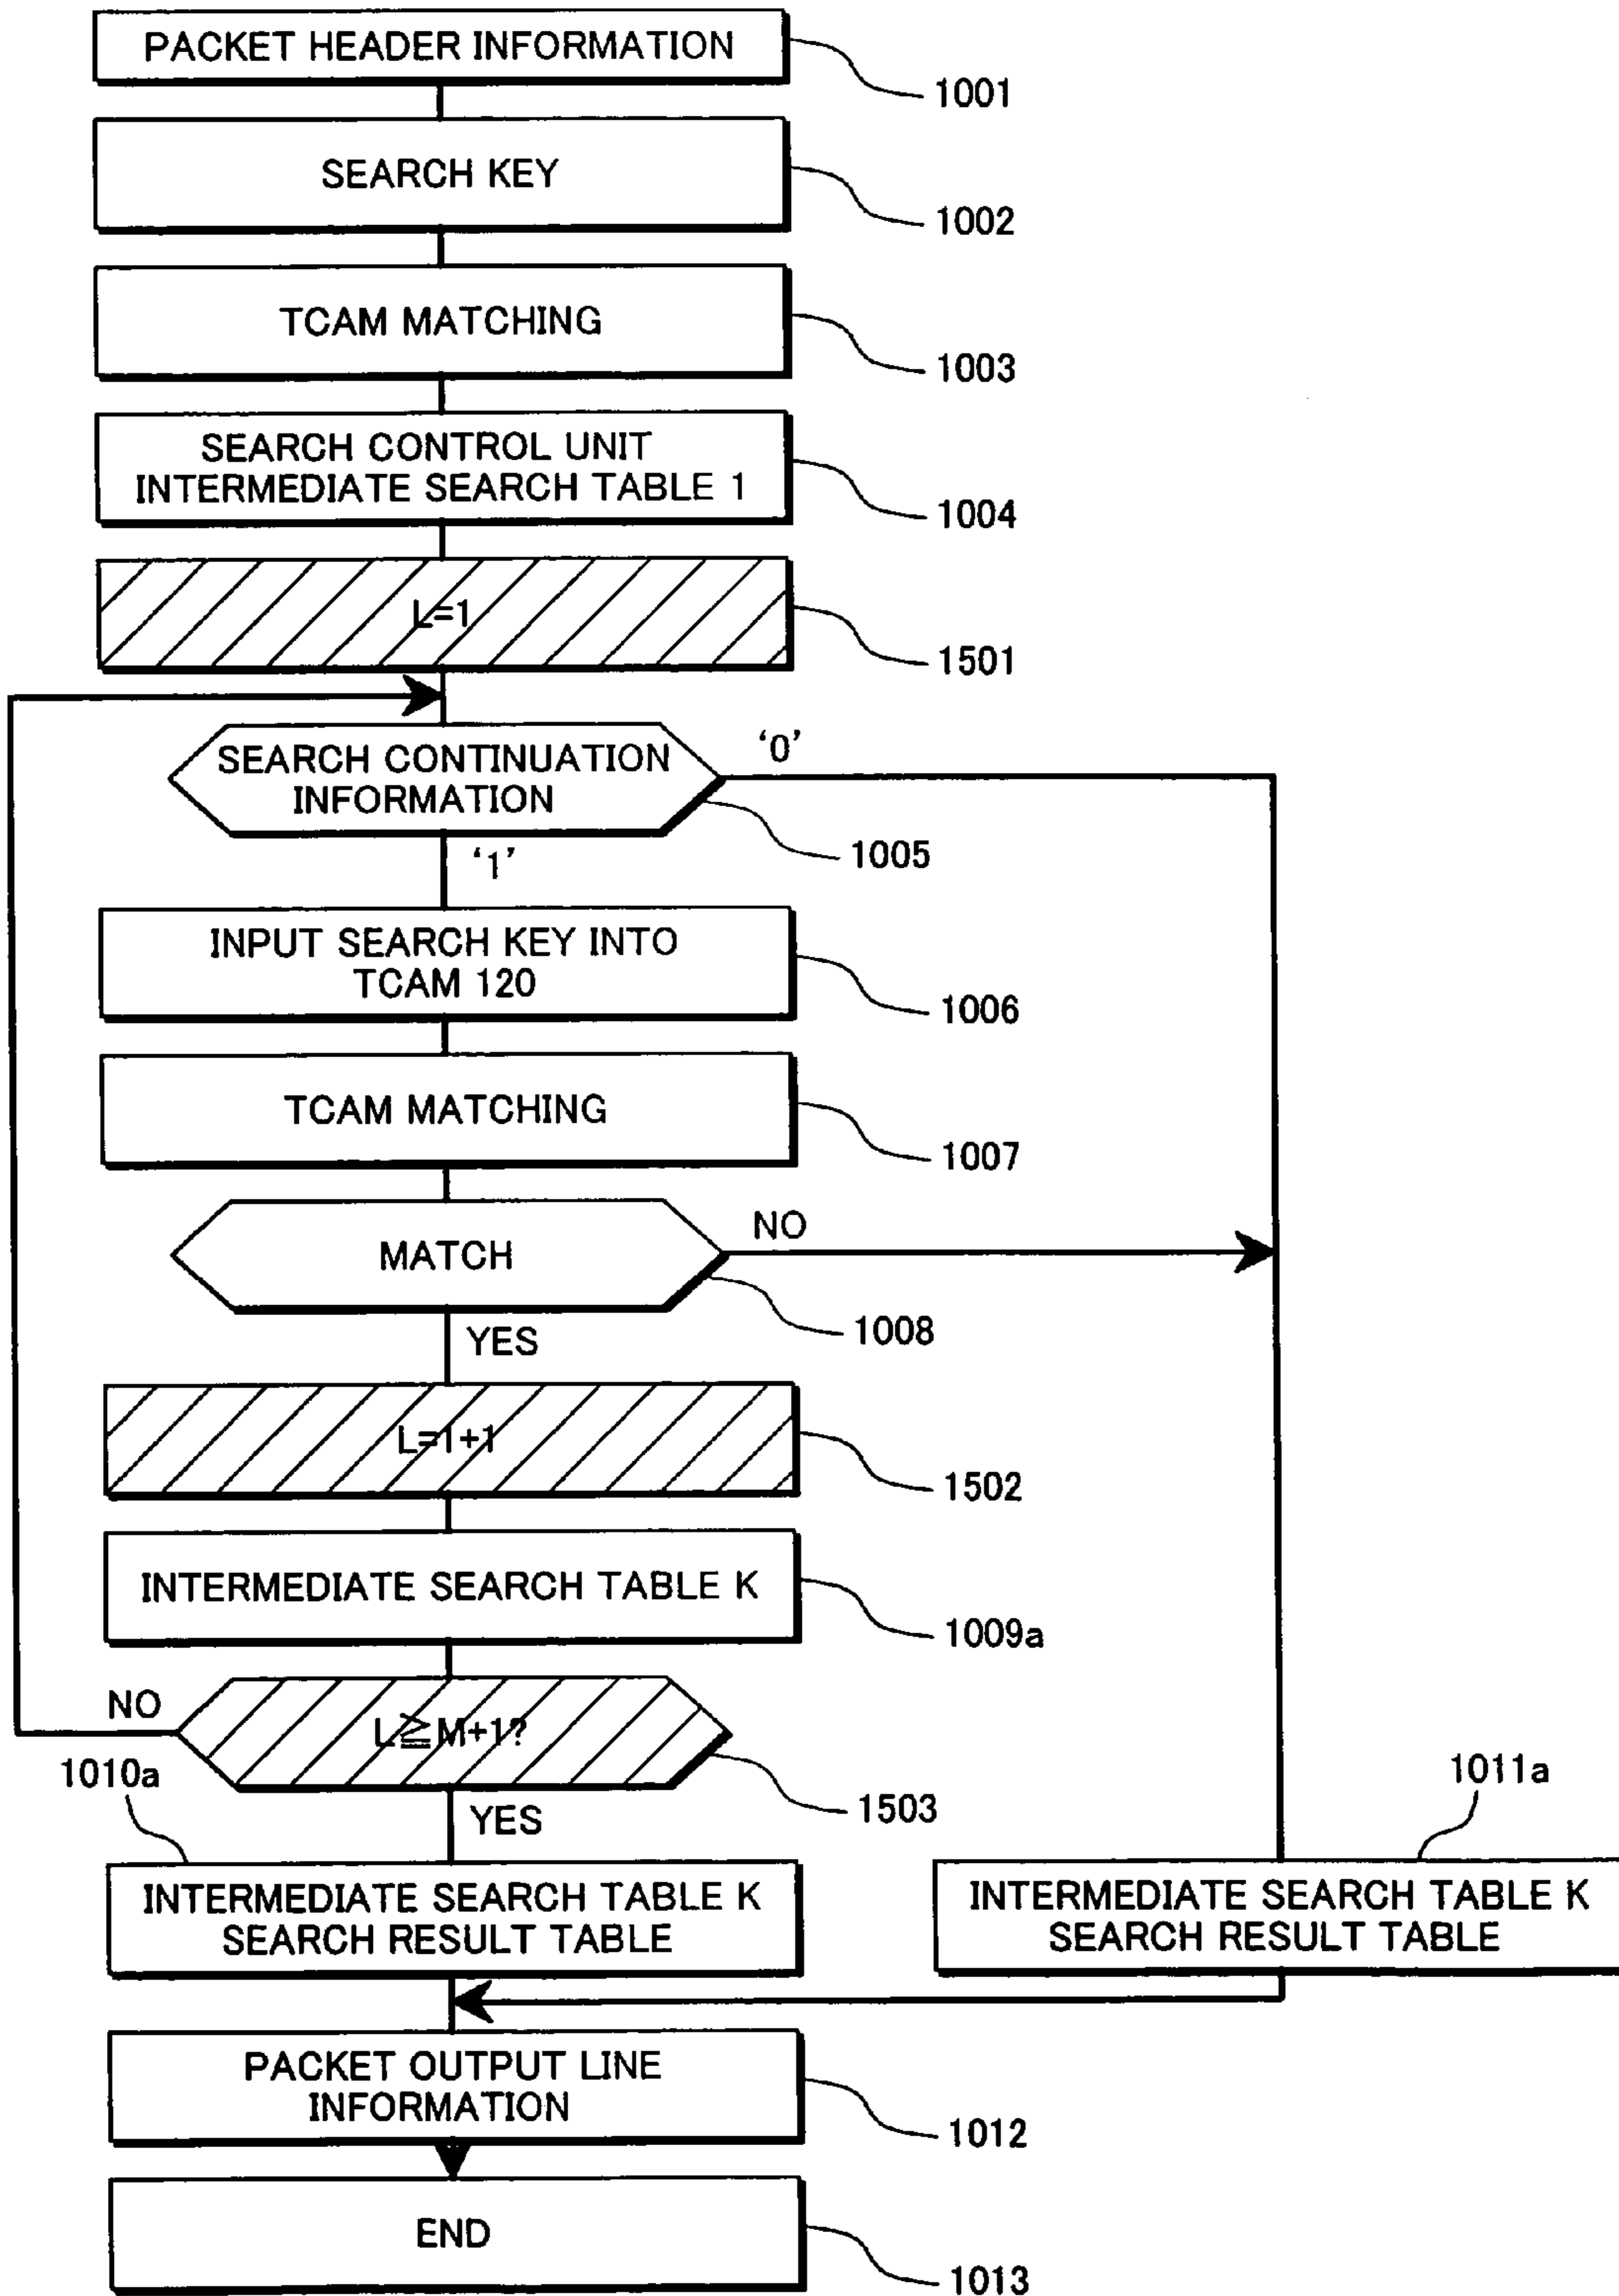 PACKET HEADER INFORMATION
1001
SEARCH KEY
1002
TCAM MATCHING
1003
SEARCH CONTROL UNIT
INTERMEDIATE SEARCH TABLE 1
1004
L=1
1501
SEARCH CONTINUATION
INFORMATION
'0'
1005
'1'
INPUT SEARCH KEY INTO
TCAM 120
1006
TCAM MATCHING
1007
MATCH
NO
1008
YES
L=1+1
1502
INTERMEDIATE SEARCH TABLE K
1009a
NO
L≧M+1?
1503
1010a
YES
1011a
INTERMEDIATE SEARCH TABLE K
SEARCH RESULT TABLE
INTERMEDIATE SEARCH TABLE K
SEARCH RESULT TABLE
PACKET OUTPUT LINE
INFORMATION
1012
END
1013